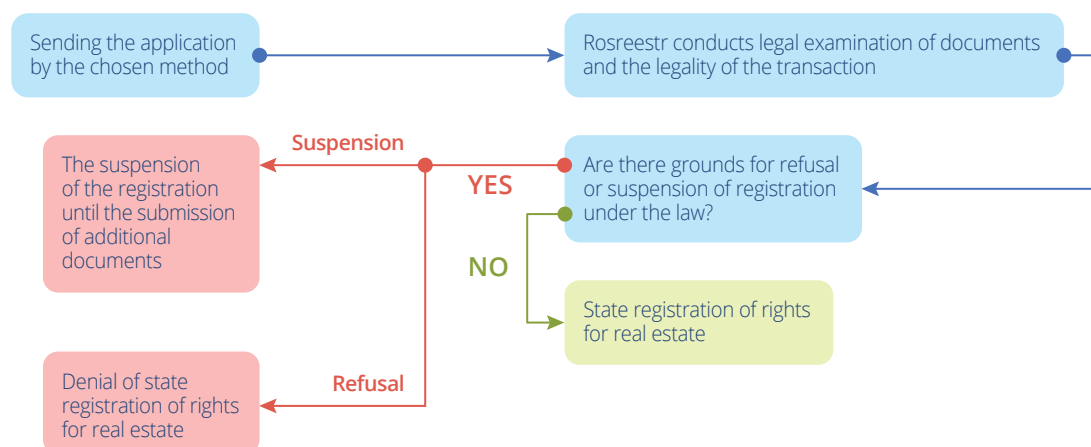 Sending the application
by the chosen method
Rosreestr conducts legal examination of documents
and the legality of the transaction
Suspension
The suspension
of the registration
until the submission
of additional
documents
YES
Are there grounds for refusal
or suspension of registration
under the law?
NO
State registration of rights
for real estate
Refusal
Denial of state
registration of rights
for real estate